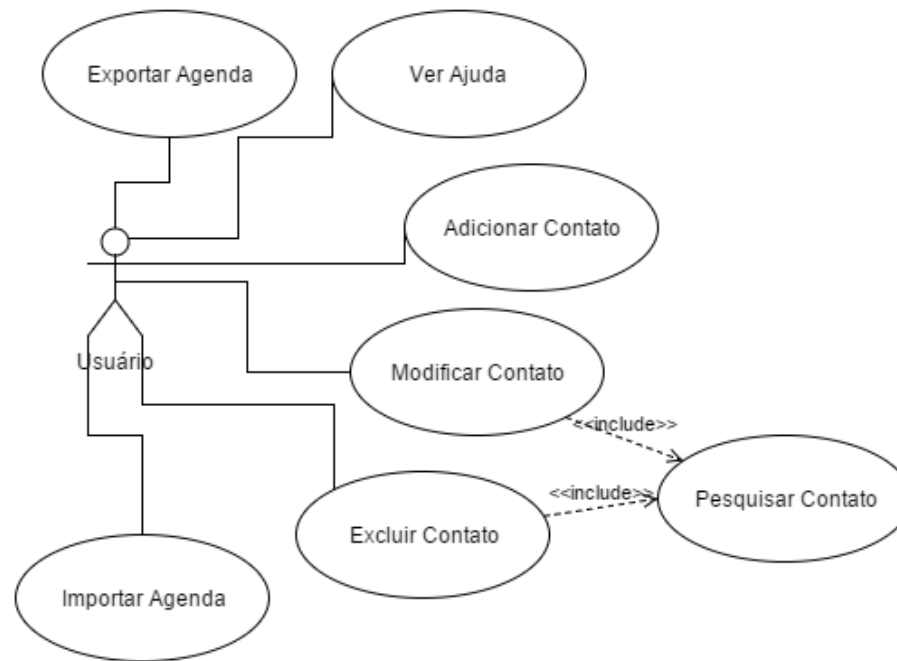 Exportar Agenda
Ver Ajuda
Adicionar Contato
Usuário
Modificar Contato
<<include>>
<<include>>
Pesquisar Contato
Excluir Contato
Importar Agenda